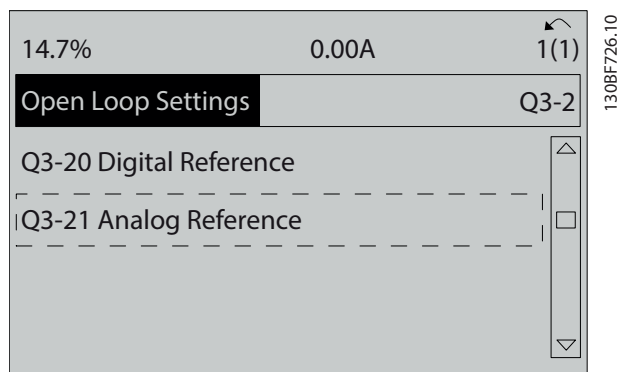 14.7% 0.00A 1(1)
Open Loop Settings Q3-2
Q3-20 Digital Reference
Q3-21 Analog Reference
130BF726.10